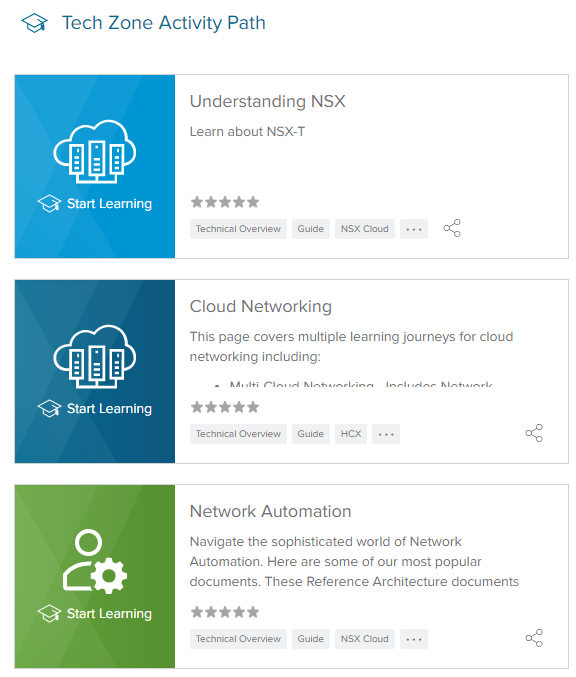 Tech Zone Activity Path
Understanding NSX
Learn about NSX-T
Start Learning
Technical Overview
Guide
NSX Cloud
...
Cloud Networking
This page covers multiple learning journeys for cloud
networking including:
• Multi-Cloud Networking - Includes Network
Start Learning
Technical Overview
Guide
HCX
...
Network Automation
Navigate the sophisticated world of Network
Automation. Here are some of our most popular
documents. These Reference Architecture documents
Start Learning
Technical Overview
Guide
NSX Cloud
...